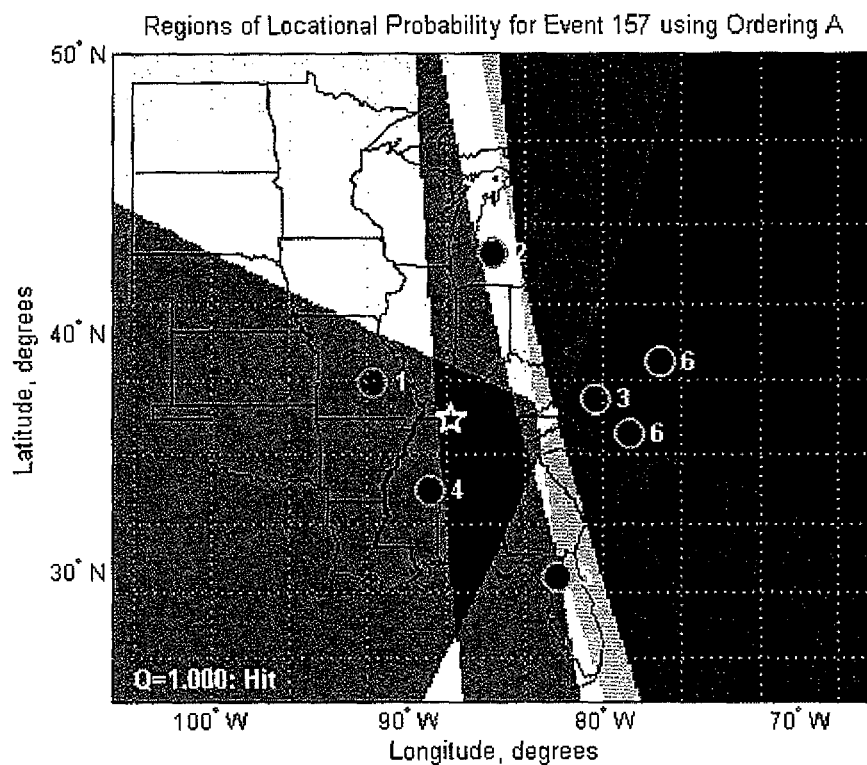 Regions of Locational Probability for Event 157 using Ordering A
50° N
40° N
30° N
Latitude, degrees
2
6
1
3
6
4
Q=1.000: Hit
100° W
90° W
80° W
70° W
Longitude, degrees